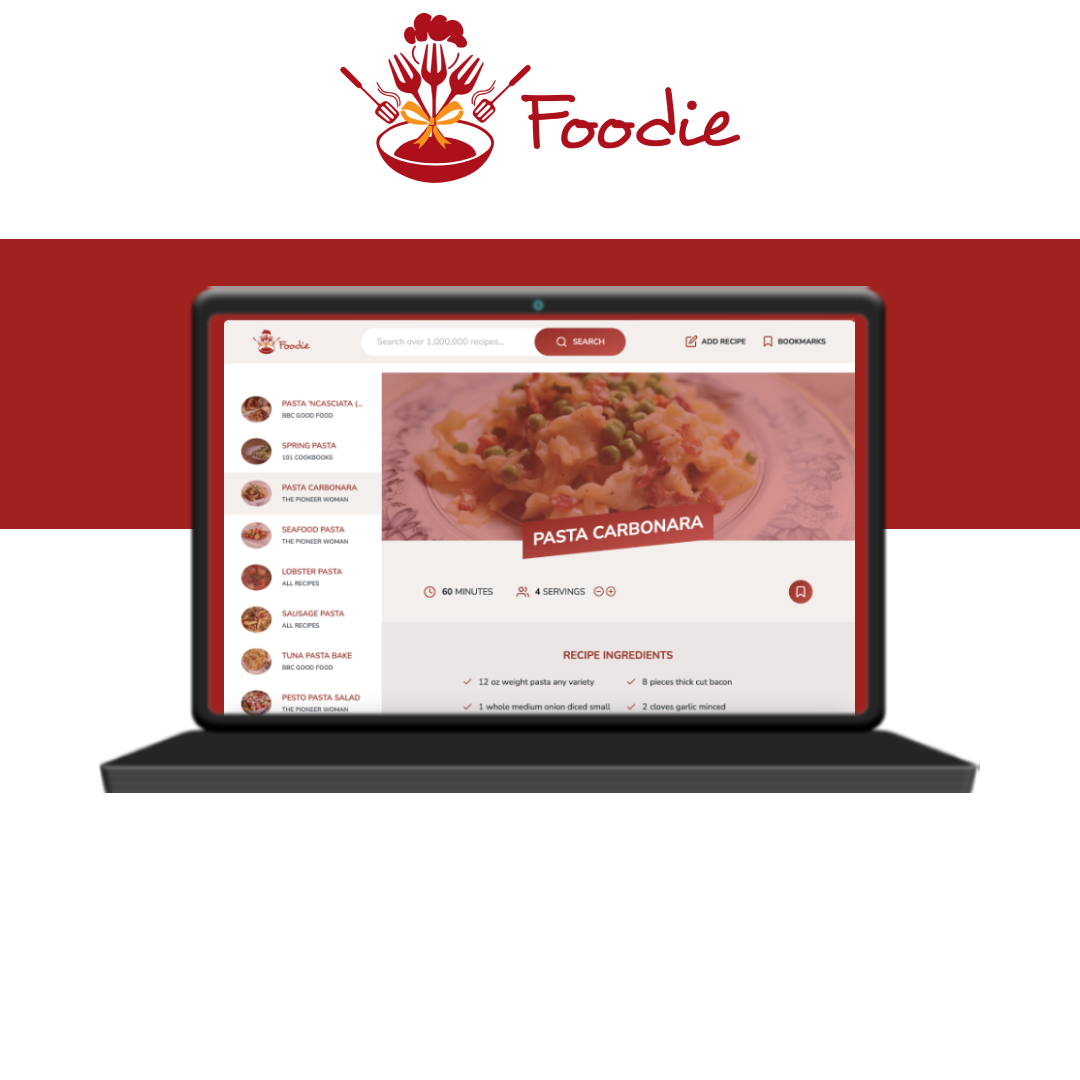 Foodie
Foodie
Search over 1,000,000 recipes...
SEARCH
ADD RECIPE
BOOKMARKS
PASTA 'NCASCIATA (...
BBC GOOD FOOD
SPRING PASTA
101 COOKBOOKS
PASTA CARBONARA
THE PIONEER WOMAN
SEAFOOD PASTA
THE PIONEER WOMAN
LOBSTER PASTA
ALL RECIPES
SAUSAGE PASTA
ALL RECIPES
TUNA PASTA BAKE
BBC GOOD FOOD
PESTO PASTA SALAD
THE PIONEER WOMAN
PASTA CARBONARA
60 MINUTES
4 SERVINGS
RECIPE INGREDIENTS
12 oz weight pasta any variety
8 pieces thick cut bacon
1 whole medium onion diced small
2 cloves garlic minced